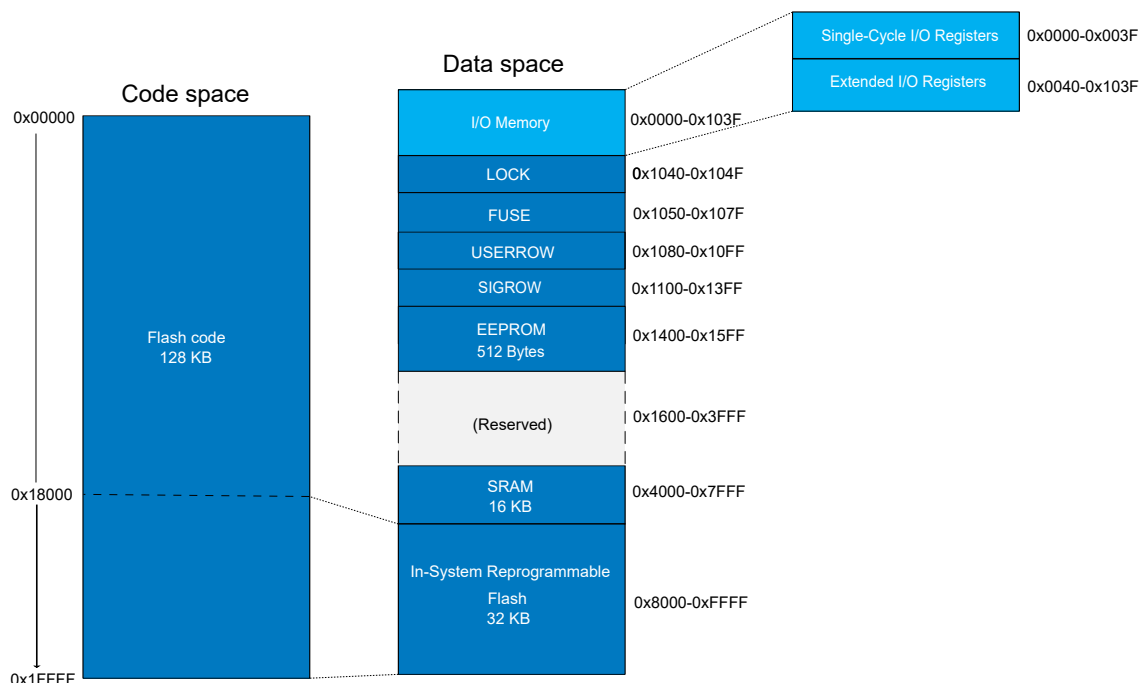 Code space
0x00000
Flash code
128 KB
0x18000
0x1FFFF
Data space
I/O Memory
0x0000-0x103F
LOCK
0x1040-0x104F
FUSE
0x1050-0x107F
USERROW
0x1080-0x10FF
SIGROW
0x1100-0x13FF
EEPROM
512 Bytes
0x1400-0x15FF
(Reserved)
0x1600-0x3FFF
SRAM
16 KB
0x4000-0x7FFF
In-System Reprogrammable
Flash
32 KB
0x8000-0xFFFF
Single-Cycle I/O Registers
0x0000-0x003F
Extended I/O Registers
0x0040-0x103F